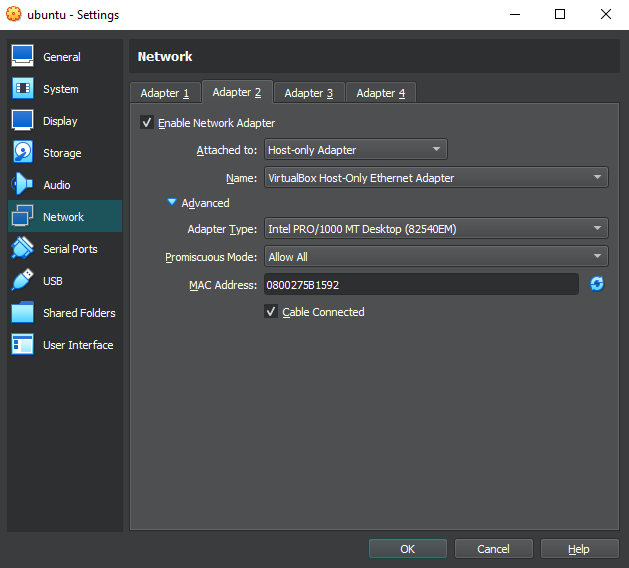 ubuntu - Settings
General
System
Display
Storage
Audio
Network
Serial Ports
USB
Shared Folders
User Interface
Network
Adapter 1 Adapter 2 Adapter 3 Adapter 4
Enable Network Adapter
Attached to: Host-only Adapter
Name: VirtualBox Host-Only Ethernet Adapter
Advanced
Adapter Type: Intel PRO/1000 MT Desktop (82540EM)
Promiscuous Mode: Allow All
MAC Address: 0800275B1592
Cable Connected
OK Cancel Help